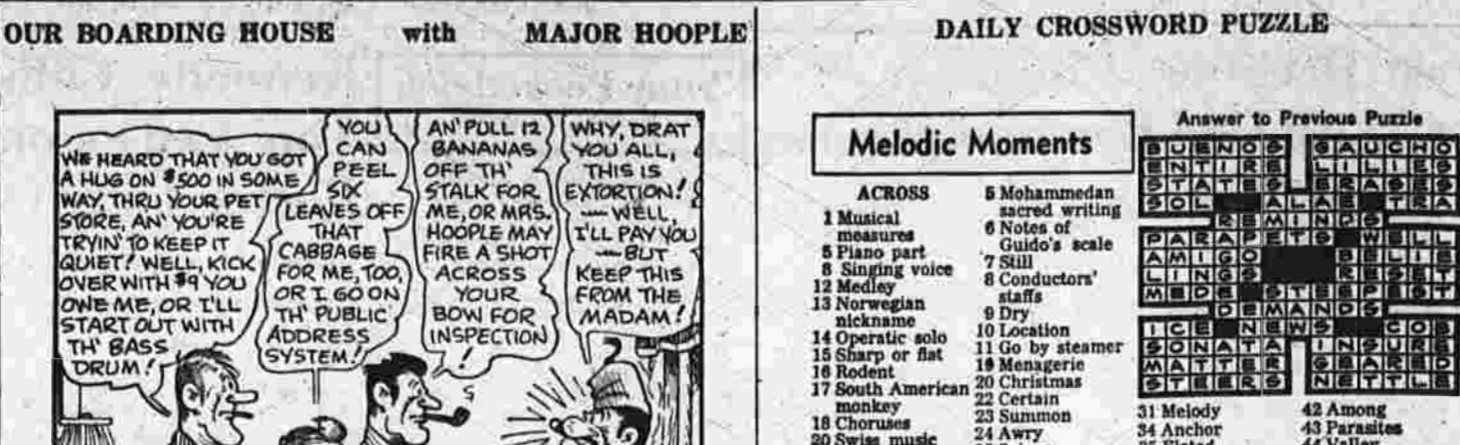 OUR BOARDING HOUSE with MAJOR HOOPLE
WE HEARD THAT YOU GOT
A HUG ON $500 IN SOME
WAY, THRU YOUR PET
STORE, AN' YOU'RE
TRYIN' TO KEEP IT
QUIET! WELL, KICK
OVER WITH $9 YOU
OWE ME, OR I'LL
START OUT WITH
TH' BASS
DRUM!
YOU
CAN
PEEL
SIX
LEAVES OFF
THAT
CABBAGE
FOR ME, TOO,
OR I GO ON
TH' PUBLIC
ADDRESS
SYSTEM!
AN' PULL 12
BANANAS
OFF TH'
STALK FOR
ME, OR MRS.
HOOPLE MAY
FIRE A SHOT
ACROSS
YOUR
BOW FOR
INSPECTION
!
WHY, DRAT
YOU ALL,
THIS IS
EXTORTION!
— WELL,
I'LL PAY YOU
— BUT
KEEP THIS
FROM THE
MADAM!
DAILY CROSSWORD PUZZLE
Melodic Moments
ACROSS
1 Musical
measures
5 Piano part
8 Singing voice
12 Medley
13 Norwegian
nickname
14 Operatic solo
15 Sharp or flat
16 Rodent
17 South American
monkey
18 Choruses
20 Swiss music
5 Mohammedan
sacred writing
6 Notes of
Guido's scale
7 Still
8 Conductors'
staffs
9 Dry
10 Location
11 Go by steamer
19 Menagerie
20 Christmas
22 Certain
23 Summon
24 Awry
Answer to Previous Puzzle
BUENOS GAUCHO
ENTIRE LILIES
STATES ERASES
SOL ALAE TRA
REMINDS
PARAPETS WELL
AMIGO BELIE
LINGS RESET
MEDE STEEPEST
DEMANDS
ICE NEWS COB
SONATA INSURE
MATTER GEARED
STEERS NETTLE
31 Melody
34 Anchor
35 Elated
42 Among
43 Parasites